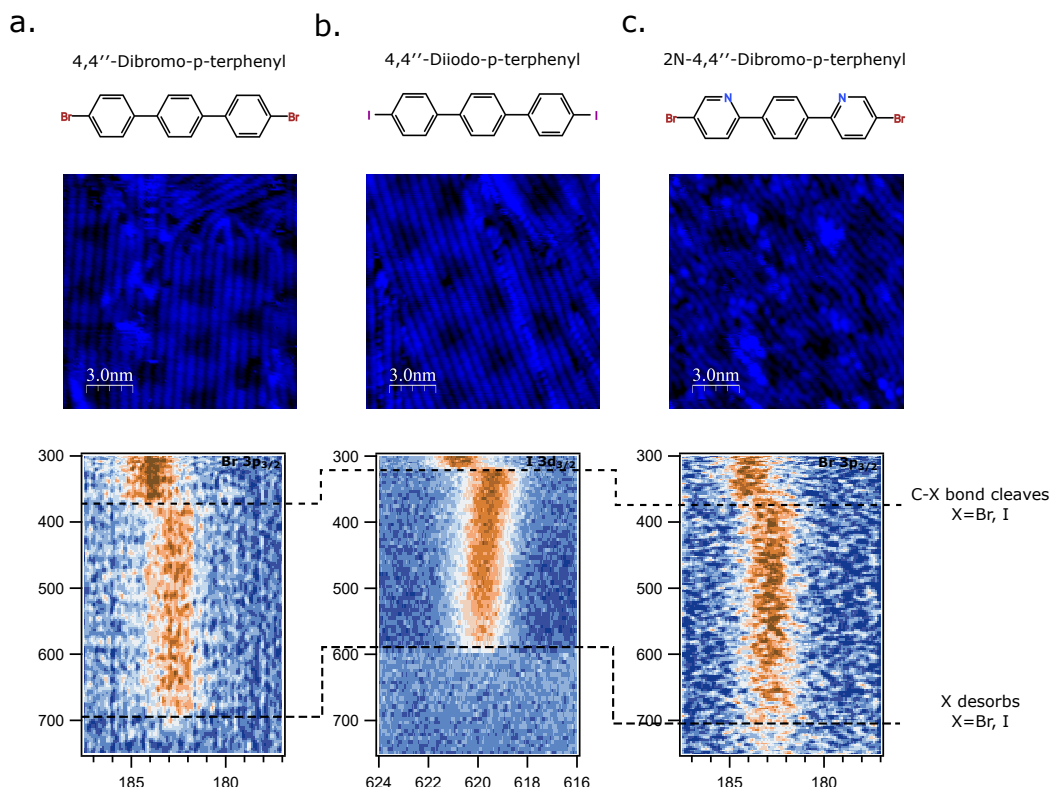 a.
b.
c.
4,4′′-Dibromo-p-terphenyl
4,4′′-Diiodo-p-terphenyl
2N-4,4′′-Dibromo-p-terphenyl
Br
Br
I
I
N
N
Br
Br
3.0nm
3.0nm
3.0nm
Br 3p3/2
I 3d3/2
Br 3p3/2
300
400
500
600
700
185
180
300
400
500
600
700
624
622
620
618
616
300
400
500
600
700
185
180
C-X bond cleaves
X=Br, I
X desorbs
X=Br, I